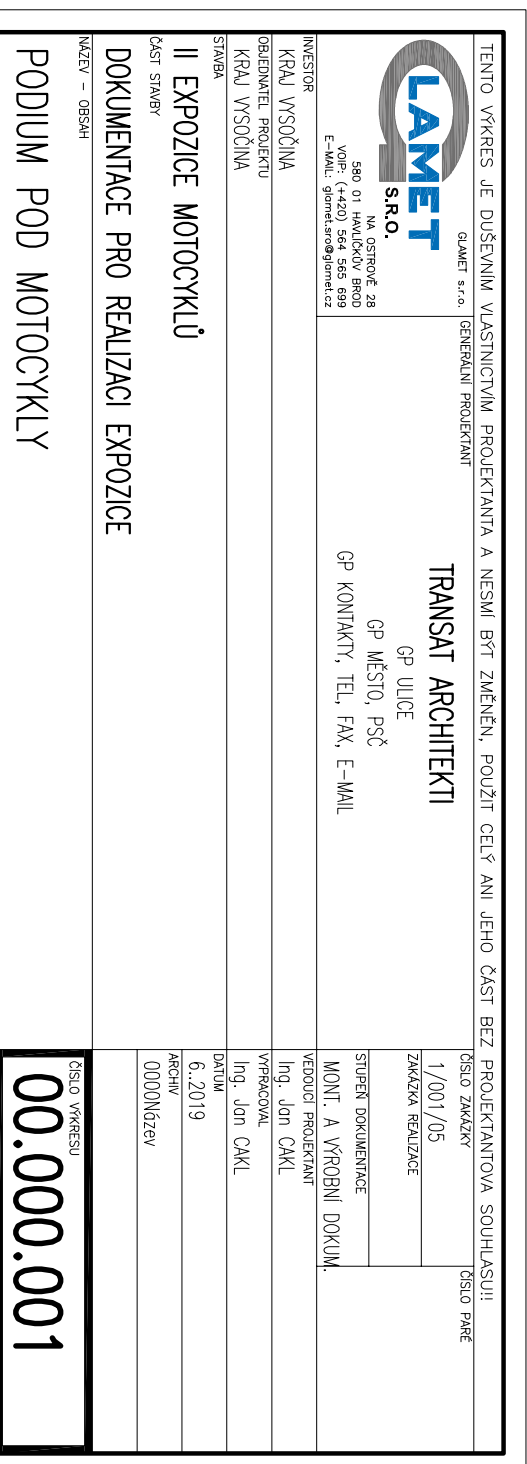 TENTO VÝKRES JE DUŠEVNÍM VLASTNICTVÍM PROJEKTANTA A NESMÍ BÝT ZMĚNĚN, POUŽIT CELÝ ANI JEHO ČÁST BEZ PROJEKTANTOVA SOUHLASU!!
GLAMET s.r.o.
GLAMET
S.R.O.
NA OSTROVĚ 28
580 01 HAVLÍČKŮV BROD
VOIP: (+420) 564 565 699
E-MAIL: glamet.sro@glamet.cz
GENERÁLNÍ PROJEKTANT
TRANSAT ARCHITEKTI
GP ULICE
GP MĚSTO, PSČ
GP KONTAKTY, TEL, FAX, E-MAIL
ČÍSLO ZAKÁZKY
1/001/05
ČÍSLO PARÉ
ZAKÁZKA REALIZACE
STUPEŇ DOKUMENTACE
MONT. A VÝROBNÍ DOKUM.
INVESTOR
KRAJ VYSOČINA
VEDOUCÍ PROJEKTANT
Ing. Jan CAKL
OBJEDNATEL PROJEKTU
KRAJ VYSOČINA
VYPRACOVAL
Ing. Jan CAKL
STAVBA
II EXPOZICE MOTOCYKLŮ
DATUM
6..2019
ARCHIV
0000Název
ČÁST STAVBY
DOKUMENTACE PRO REALIZACI EXPOZICE
NÁZEV - OBSAH
PODIUM POD MOTOCYKLY
ČÍSLO VÝKRESU
00.000.001